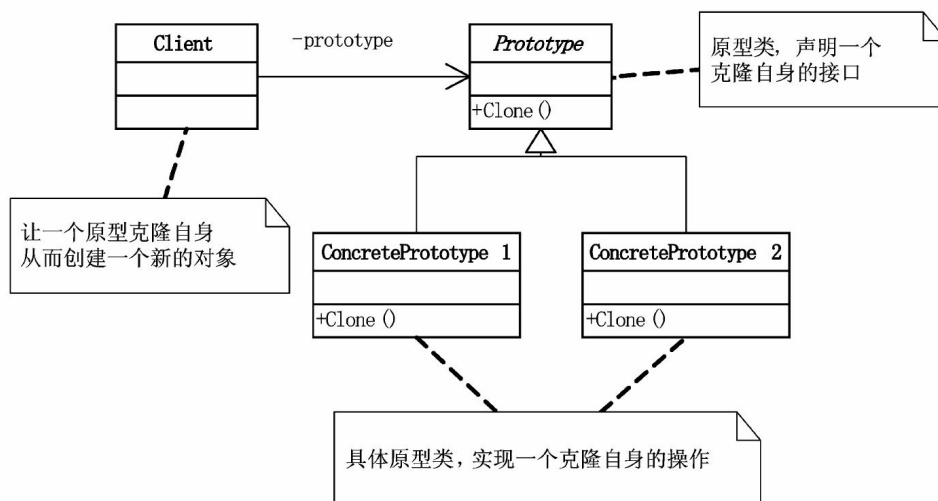 Client
-prototype
Prototype
+Clone()
原型类, 声明一个
克隆自身的接口
让一个原型克隆自身
从而创建一个新的对象
ConcretePrototype 1
+Clone()
ConcretePrototype 2
+Clone()
具体原型类, 实现一个克隆自身的操作